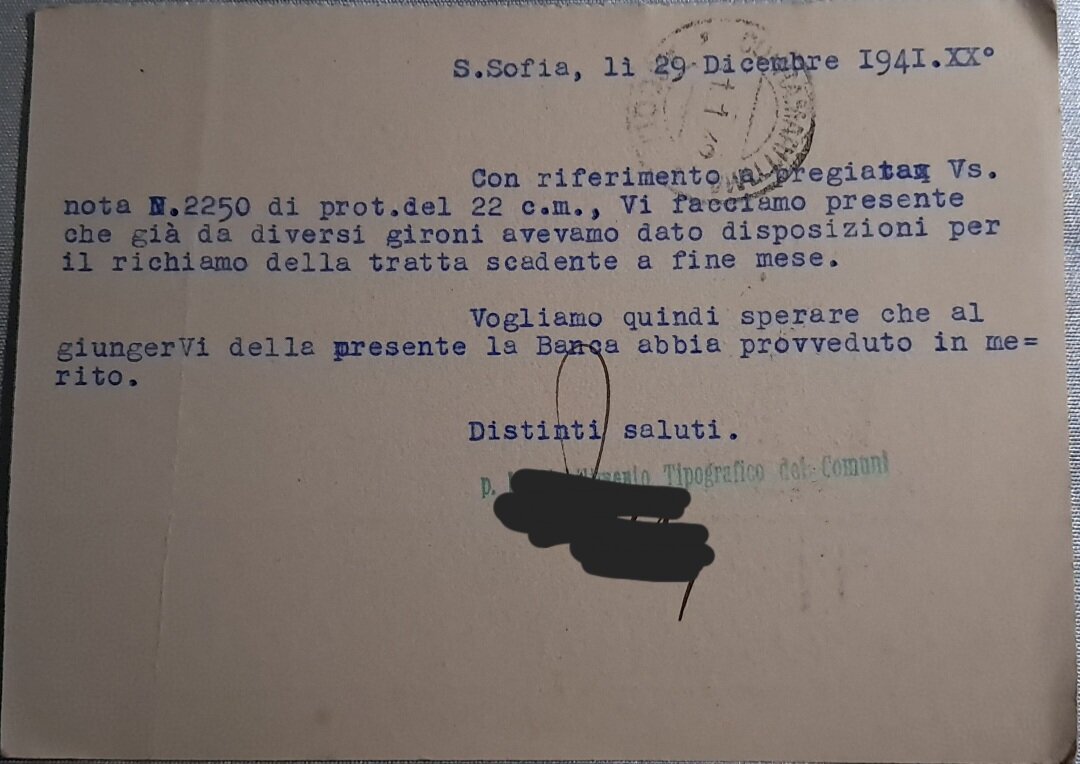 S.Sofia, lì 29 Dicembre 1941.XX°
Con riferimento a pregiatax Vs.
nota N.2250 di prot.del 22 c.m., Vi facciamo presente
che già da diversi gironi avevamo dato disposizioni per
il richiamo della tratta scadente a fine mese.
Vogliamo quindi sperare che al
giungerVi della presente la Banca abbia provveduto in me=
rito.
Distinti saluti.
p. Tipografico dei Comuni